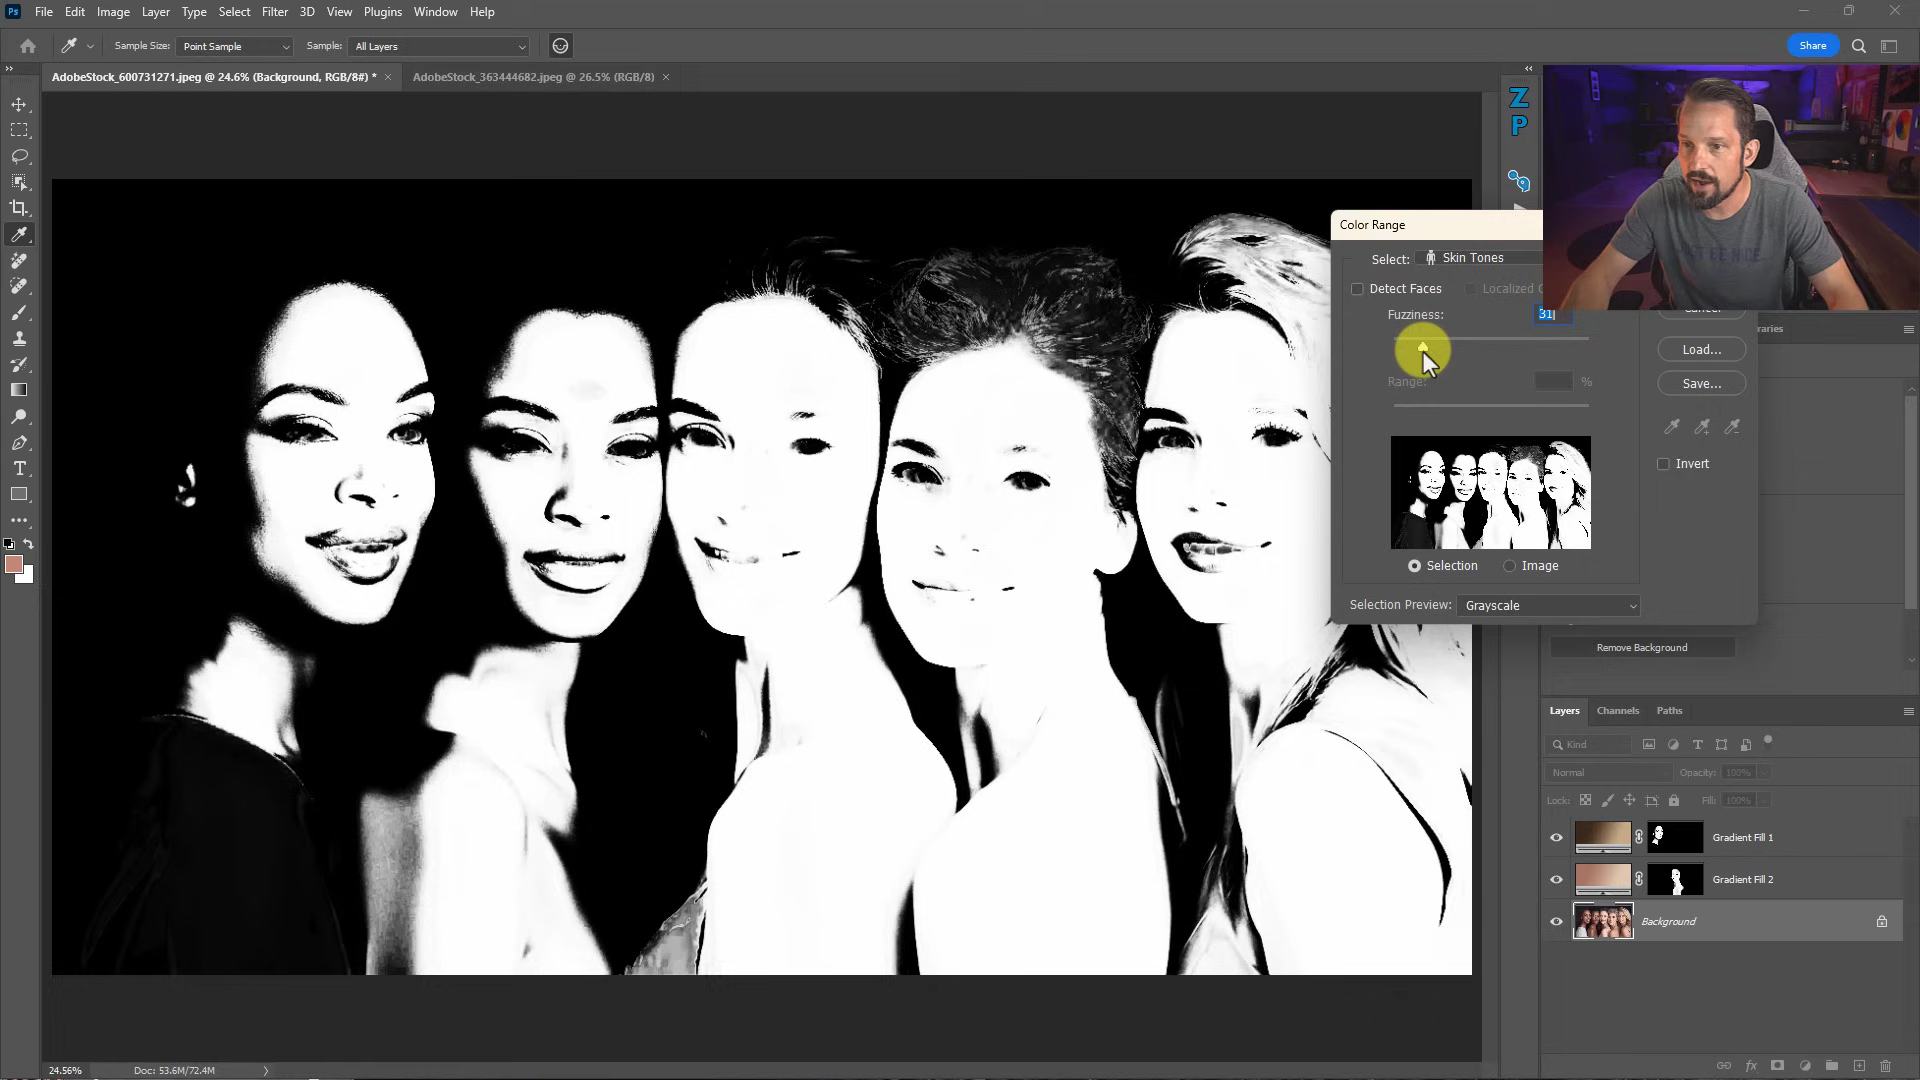 Ps File Edit Image Layer Type Select Filter 3D View Plugins Window Help
Sample Size: Point Sample Sample: All Layers Share
AdobeStock_600731271.jpeg @ 24.6% (Background, RGB/8#) * × AdobeStock_363444682.jpeg @ 26.5% (RGB/8) ×
Z
P
Color Range
Select: Skin Tones
Detect Faces Localized C
Fuzziness: 31
Cancel
Load...
Range: %
Save...
Invert
Selection Image
Selection Preview: Grayscale
Remove Background
Layers Channels Paths
Kind
Normal Opacity: 100%
Lock: Fill: 100%
Gradient Fill 1
Gradient Fill 2
Background
24.56% Doc: 53.6M/72.4M
fx